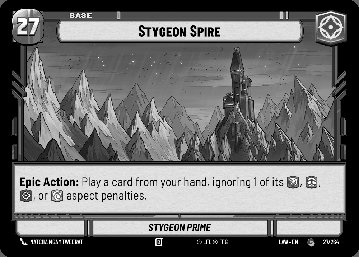 BASE
27
STYGEON SPIRE
Epic Action: Play a card from your hand, ignoring 1 of its
or aspect penalties.
STYGEON PRIME